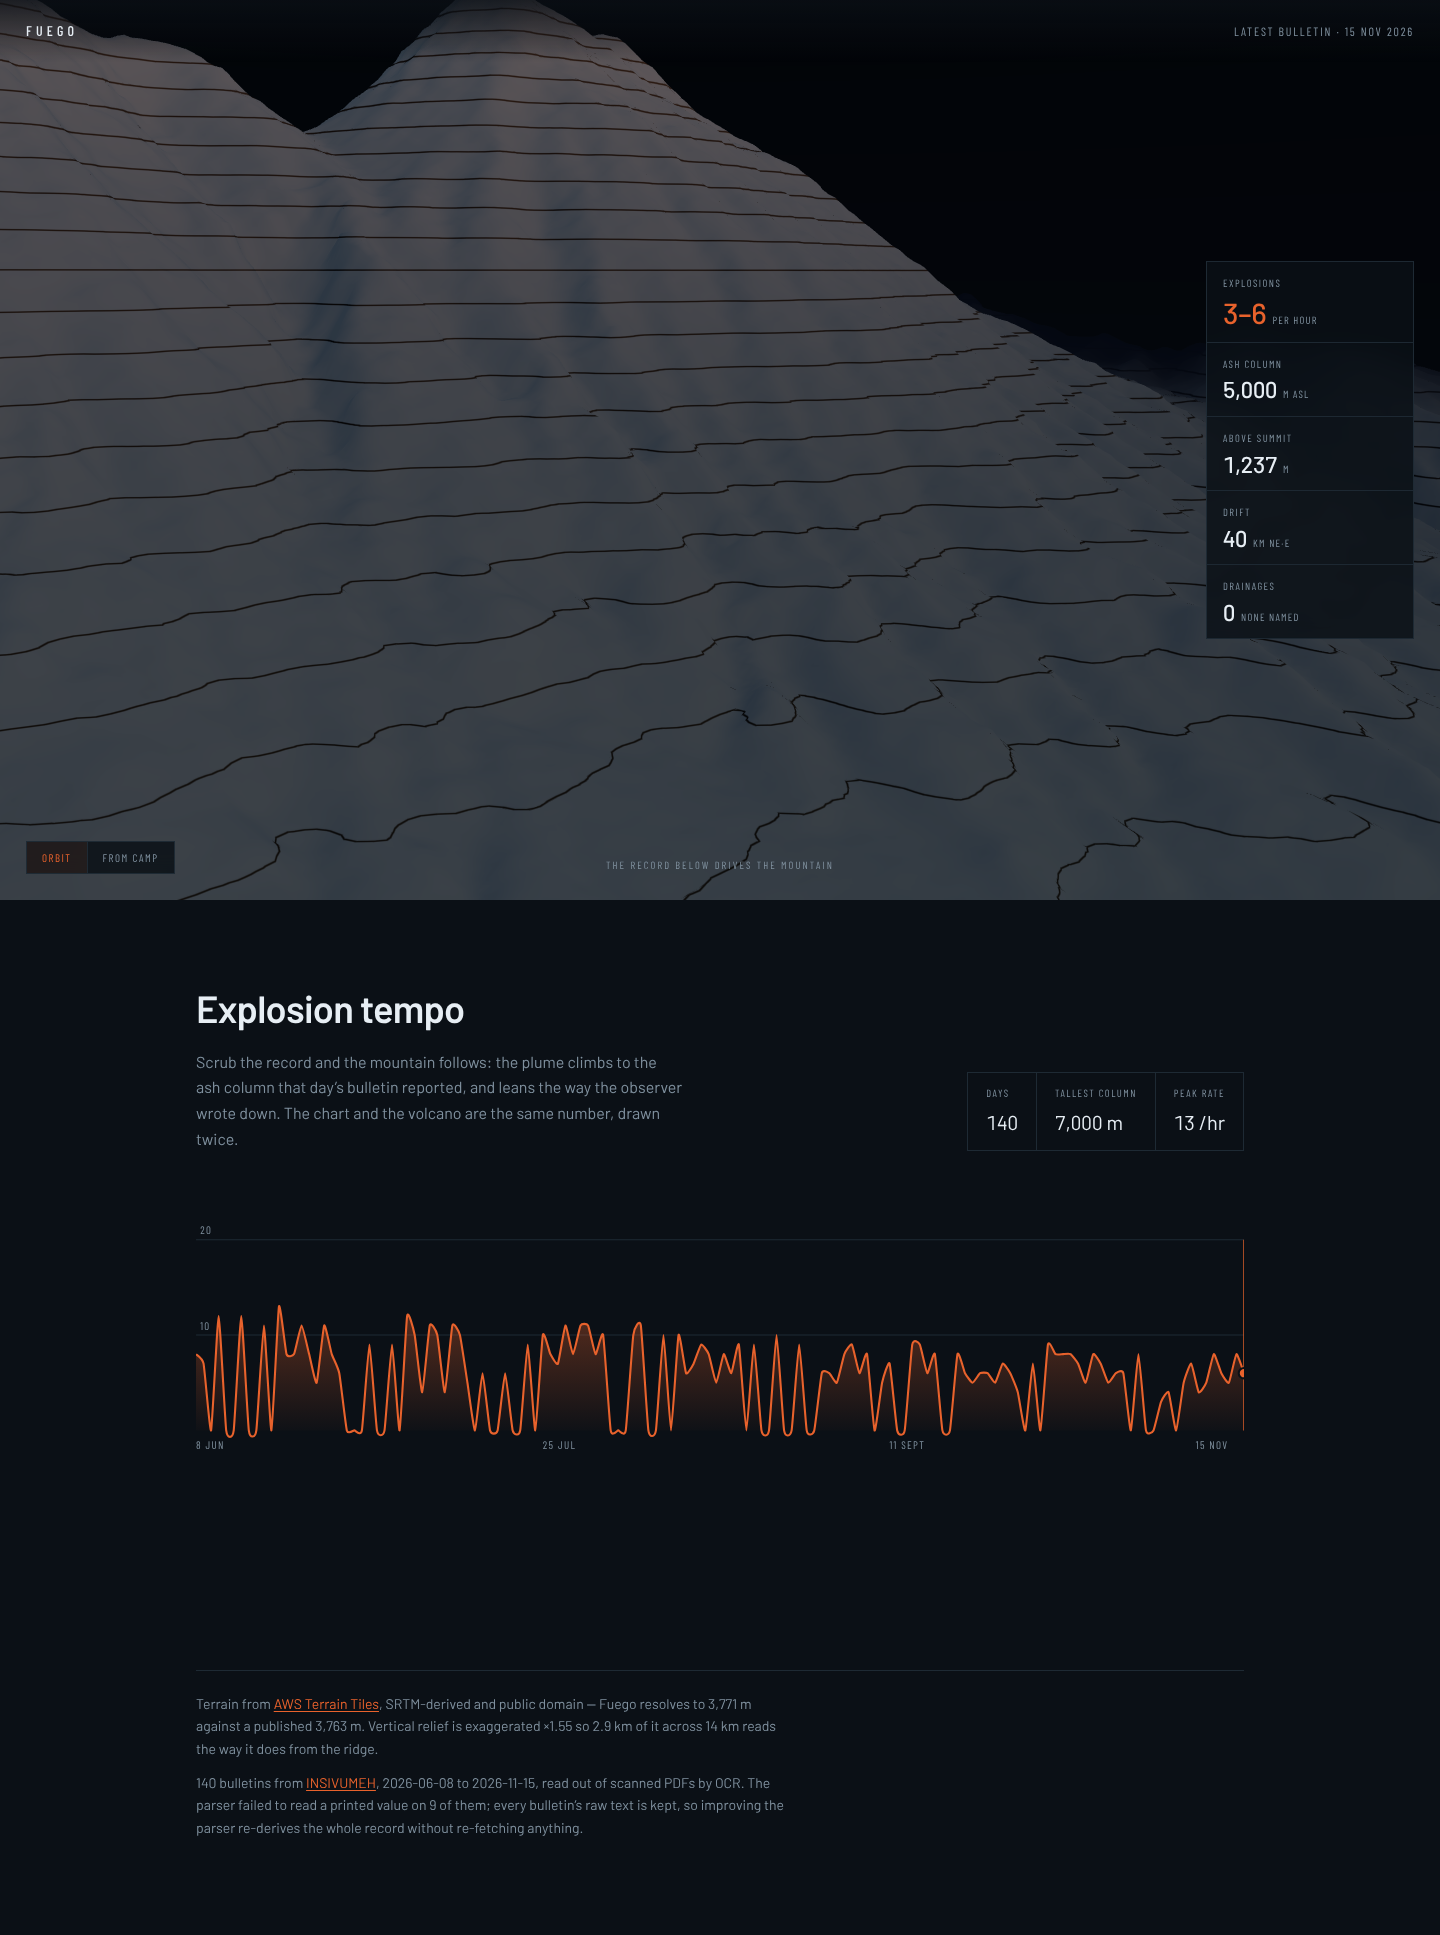 FUEGO
LATEST BULLETIN · 15 NOV 2026
EXPLOSIONS
3–6 PER HOUR
ASH COLUMN
5,000 M ASL
ABOVE SUMMIT
1,237 M
DRIFT
40 KM NE-E
DRAINAGES
0 NONE NAMED
ORBIT
FROM CAMP
THE RECORD BELOW DRIVES THE MOUNTAIN
Explosion tempo
Scrub the record and the mountain follows: the plume climbs to the
ash column that day’s bulletin reported, and leans the way the observer
wrote down. The chart and the volcano are the same number, drawn
twice.
DAYS
140
TALLEST COLUMN
7,000 m
PEAK RATE
13 /hr
20
10
8 JUN
25 JUL
11 SEPT
15 NOV
Terrain from AWS Terrain Tiles, SRTM-derived and public domain — Fuego resolves to 3,771 m
against a published 3,763 m. Vertical relief is exaggerated ×1.55 so 2.9 km of it across 14 km reads
the way it does from the ridge.
140 bulletins from INSIVUMEH, 2026-06-08 to 2026-11-15, read out of scanned PDFs by OCR. The
parser failed to read a printed value on 9 of them; every bulletin’s raw text is kept, so improving the
parser re-derives the whole record without re-fetching anything.